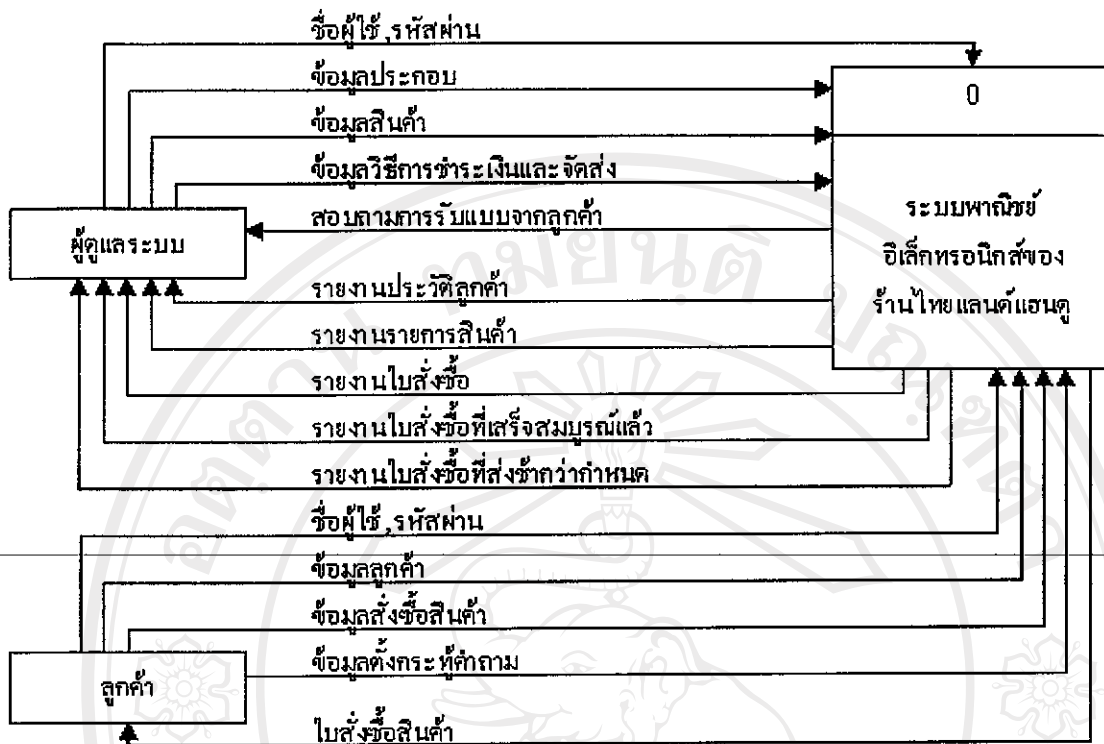 ชื่อผู้ใช้,รหัสผ่าน
ข้อมูลประกอบ
0
ข้อมูลสินค้า
ข้อมูลวิธีการชำระเงินและจัดส่ง
สอบถามการรับแบบจากลูกค้า
ผู้ดูแลระบบ
ระบบพาณิชย์
อิเล็กทรอนิกส์ของ
ร้านไทยแลนด์แฮนดู
รายงานประวัติลูกค้า
รายงานรายการสินค้า
รายงานใบสั่งซื้อ
รายงานใบสั่งซื้อที่เสร็จสมบูรณ์แล้ว
รายงานใบสั่งซื้อที่ส่งช้ากว่ากำหนด
ชื่อผู้ใช้,รหัสผ่าน
ข้อมูลลูกค้า
ข้อมูลสั่งซื้อสินค้า
ข้อมูลตั้งกระทู้คำถาม
ลูกค้า
ใบสั่งซื้อสินค้า